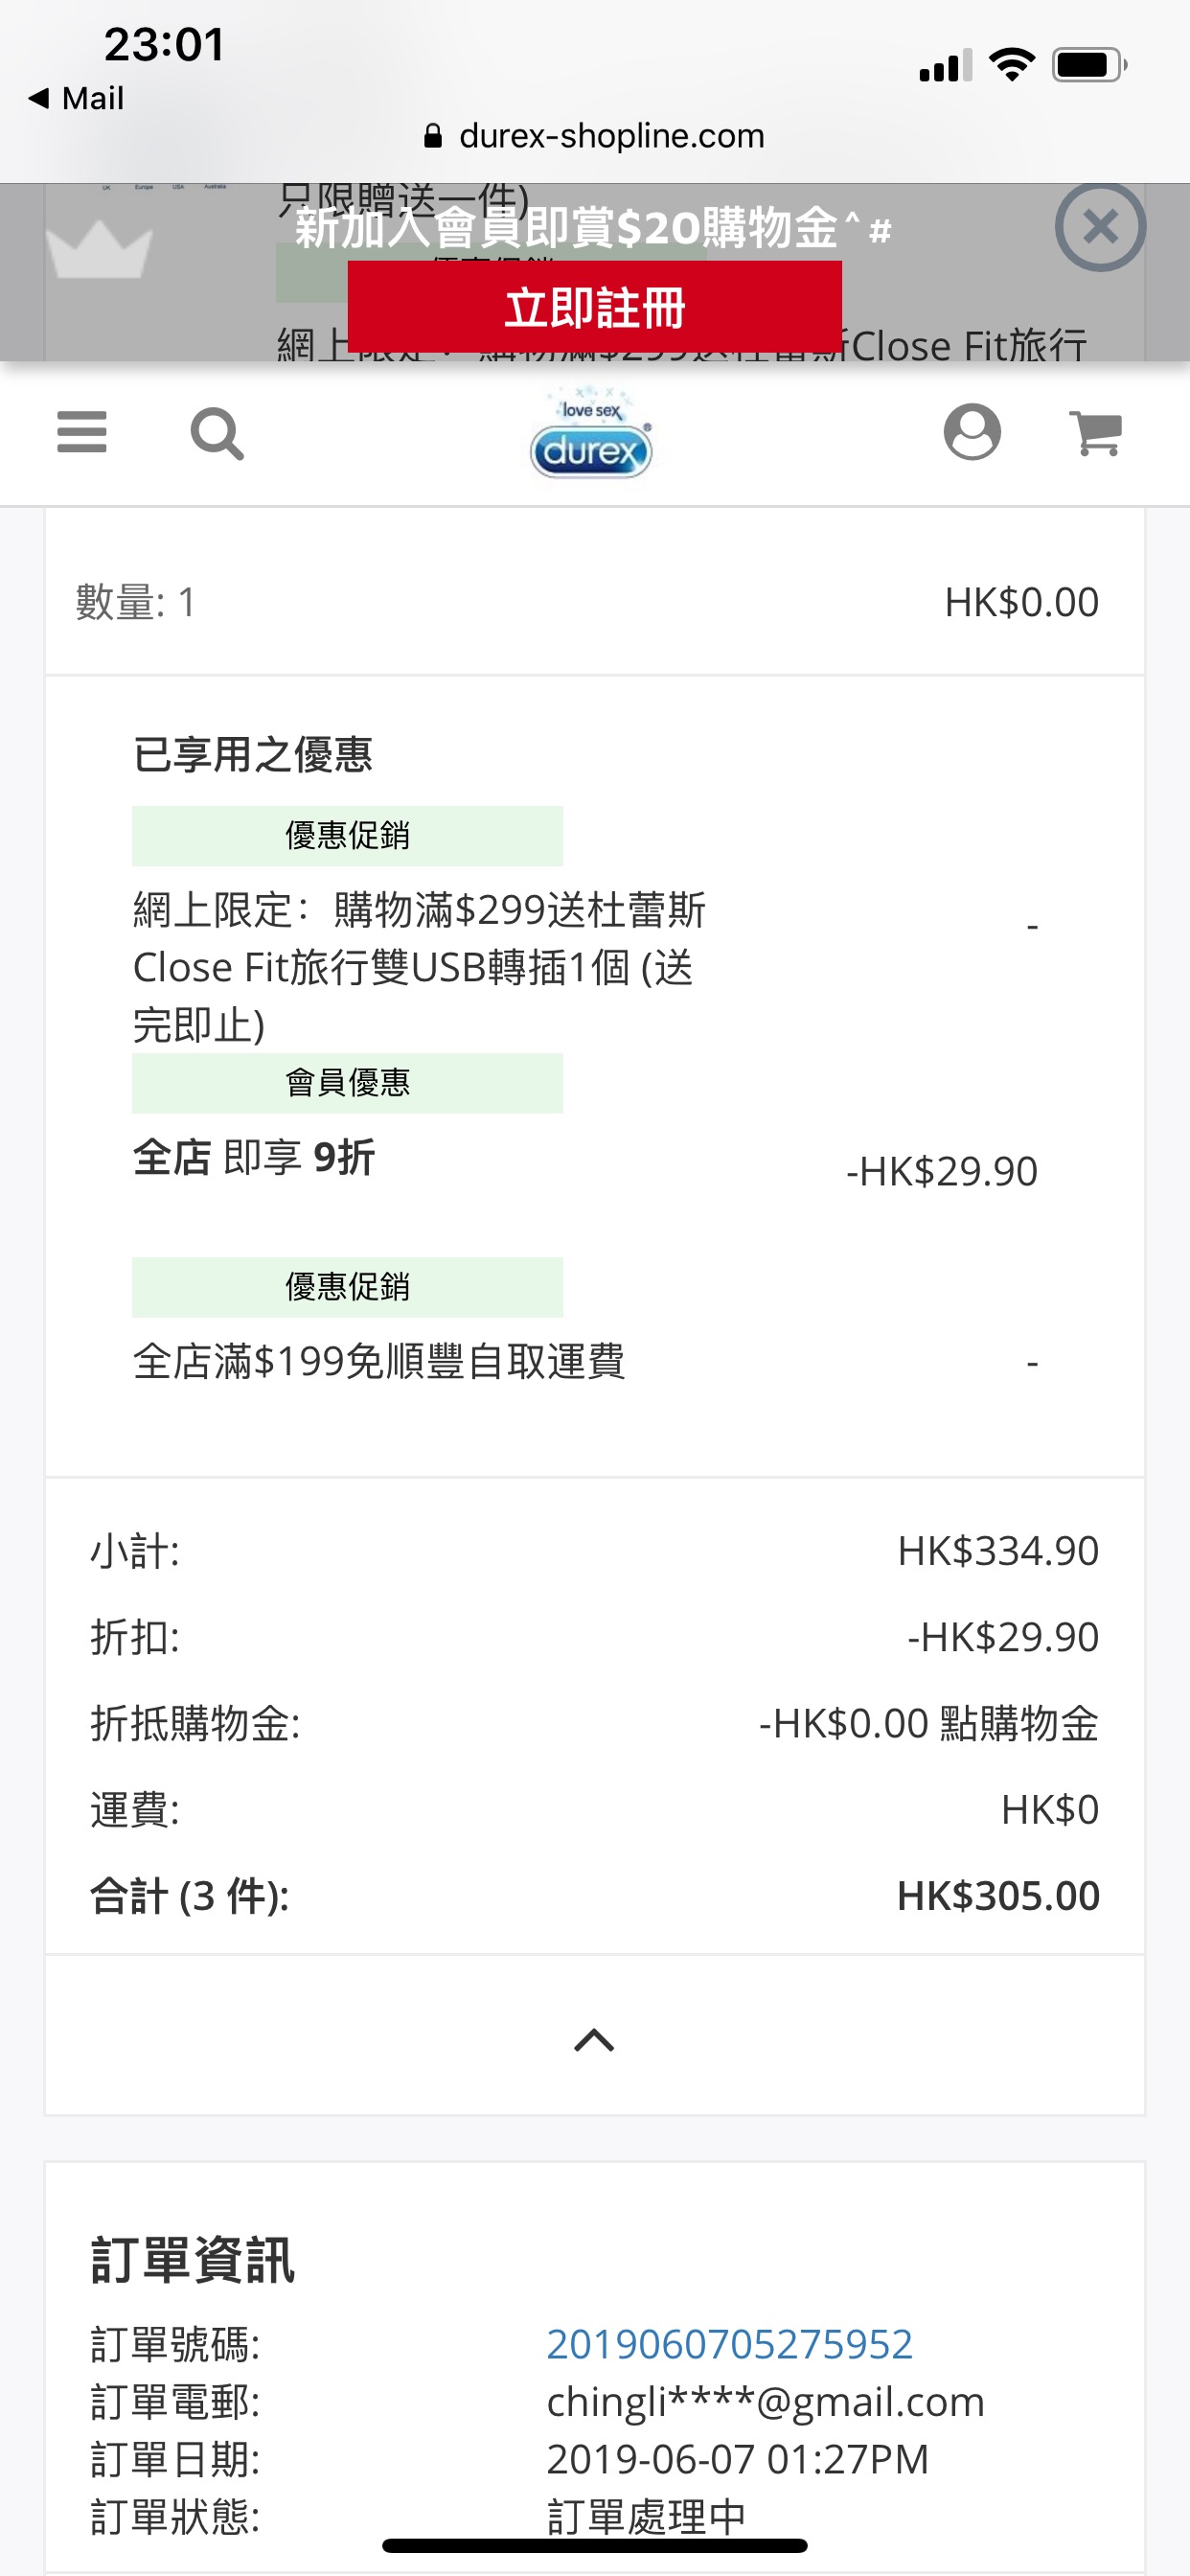 23:01
◀ Mail
durex-shopline.com
UK Europe USA Australia
只限贈送一件)
新加入會員即賞$20購物金^#
立即註冊
Close Fit旅行
love sex
durex®
數量: 1 HK$0.00
已享用之優惠
優惠促銷
網上限定：購物滿$299送杜蕾斯 -
Close Fit旅行雙USB轉插1個 (送
完即止)
會員優惠
全店 即享 9折 -HK$29.90
優惠促銷
全店滿$199免順豐自取運費 -
小計: HK$334.90
折扣: -HK$29.90
折抵購物金: -HK$0.00 點購物金
運費: HK$0
合計 (3 件): HK$305.00
訂單資訊
訂單號碼: 2019060705275952
訂單電郵: chingli****@gmail.com
訂單日期: 2019-06-07 01:27PM
訂單狀態: 訂單處理中